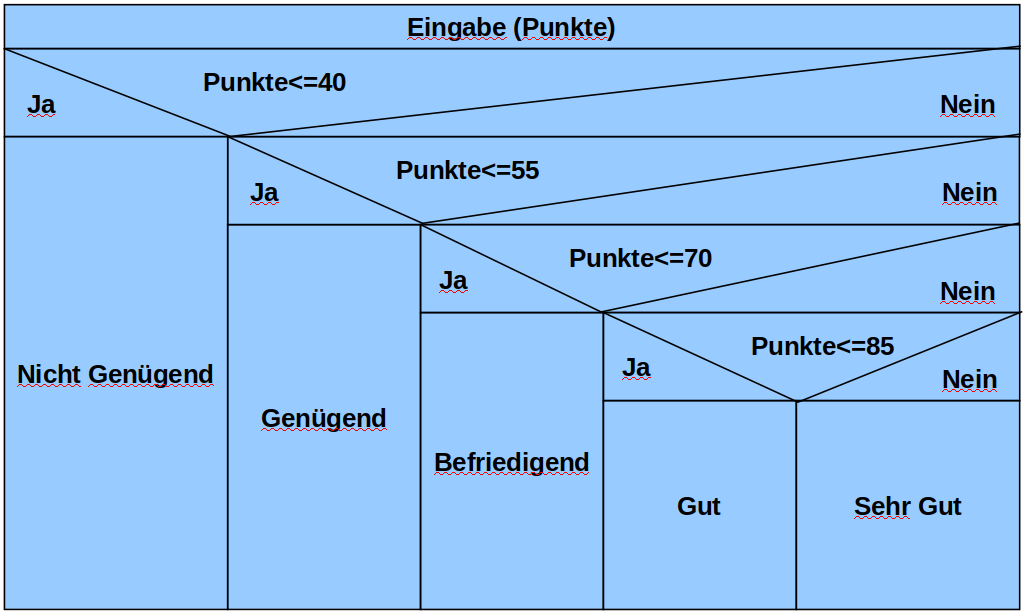 Eingabe (Punkte)
Punkte<=40
Ja
Nein
Punkte<=55
Ja
Nein
Punkte<=70
Ja
Nein
Punkte<=85
Ja
Nein
Nicht Genügend
Genügend
Befriedigend
Gut
Sehr Gut